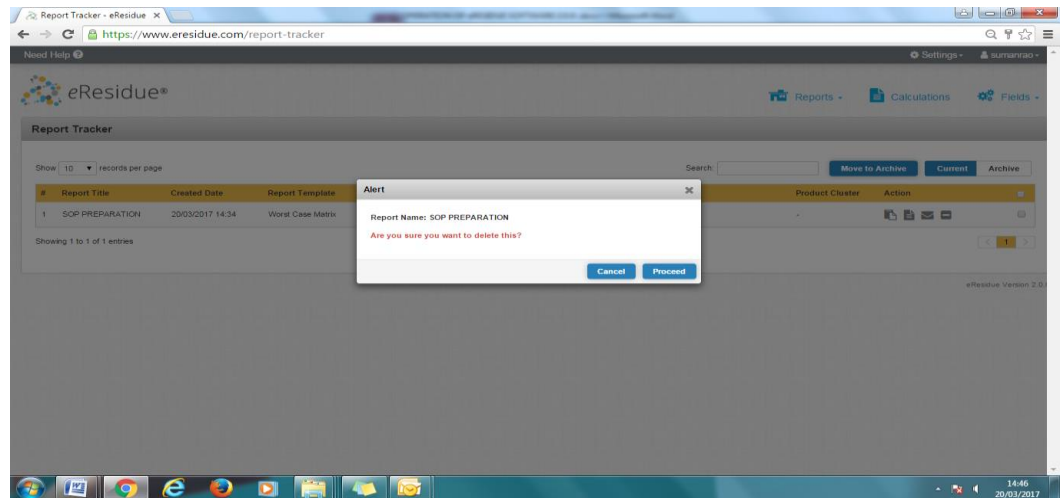 Report Tracker - eResidue
https://www.eresidue.com/report-tracker
Need Help
Settings
sumanrao
eResidue®
Reports
Calculations
Fields
Report Tracker
Show 10 records per page
Search:
Move to Archive
Current
Archive
# Report Title Created Date Report Template Product Cluster Action
1 SOP PREPARATION 20/03/2017 14:34 Worst Case Matrix -
Showing 1 to 1 of 1 entries
1
Alert
Report Name: SOP PREPARATION
Are you sure you want to delete this?
Cancel
Proceed
eResidue Version 2.0.
14:46
20/03/2017